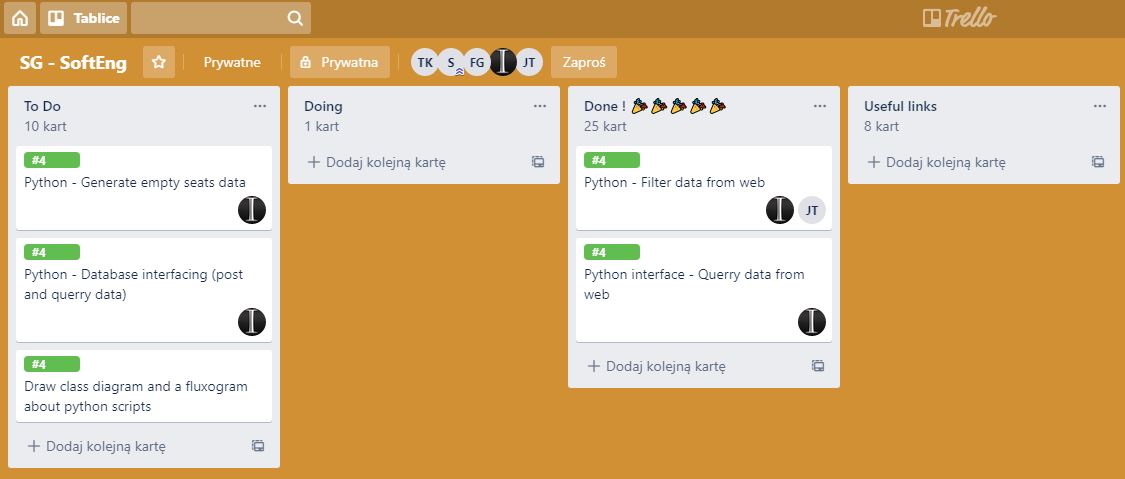 Tablice
Trello
SG - SoftEng
Prywatne
Prywatna
TK
S
FG
I
JT
Zaproś
To Do
10 kart
#4
Python - Generate empty seats data
I
#4
Python - Database interfacing (post
and querry data)
I
#4
Draw class diagram and a fluxogram
about python scripts
+ Dodaj kolejną kartę
Doing
1 kart
+ Dodaj kolejną kartę
Done ! 🎉🎉🎉🎉🎉
25 kart
#4
Python - Filter data from web
I
JT
#4
Python interface - Querry data from
web
I
+ Dodaj kolejną kartę
Useful links
8 kart
+ Dodaj kolejną kartę